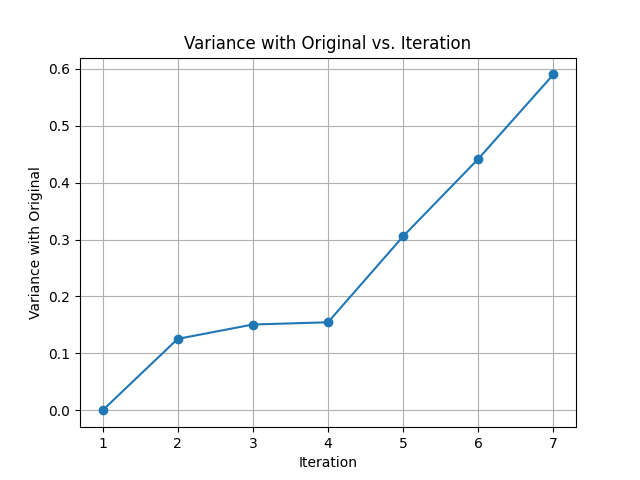 Variance with Original vs. Iteration
0.6
0.5
0.4
0.3
0.2
0.1
0.0
Variance with Original
1 2 3 4 5 6 7
Iteration